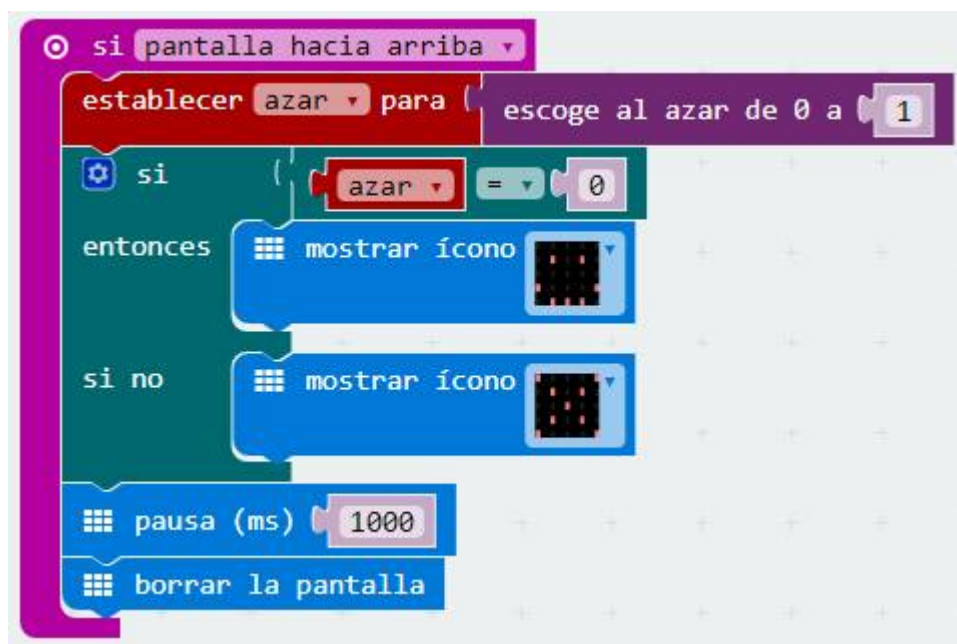 si pantalla hacia arriba
establecer azar para escoge al azar de 0 a 1
si azar = 0
entonces mostrar ícono
si no mostrar ícono
pausa (ms) 1000
borrar la pantalla